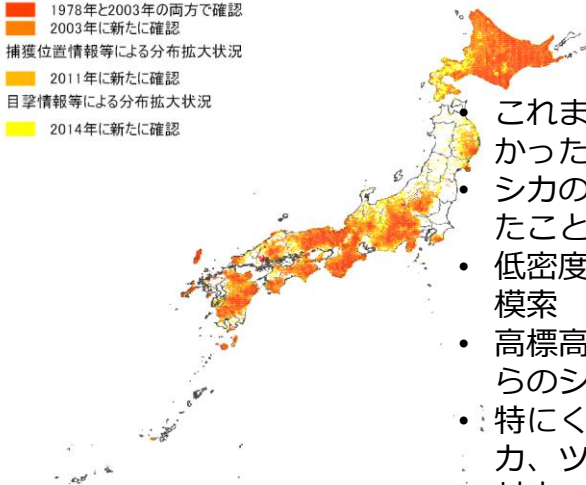 1978年と2003年の両方で確認
2003年に新たに確認
捕獲位置情報等による分布拡大状況
2011年に新たに確認
目撃情報等による分布拡大状況
2014年に新たに確認
• これま
かった
• シカの
たこと
• 低密度
模索
• 高標高
らのシ
• 特にく
カ、ツ